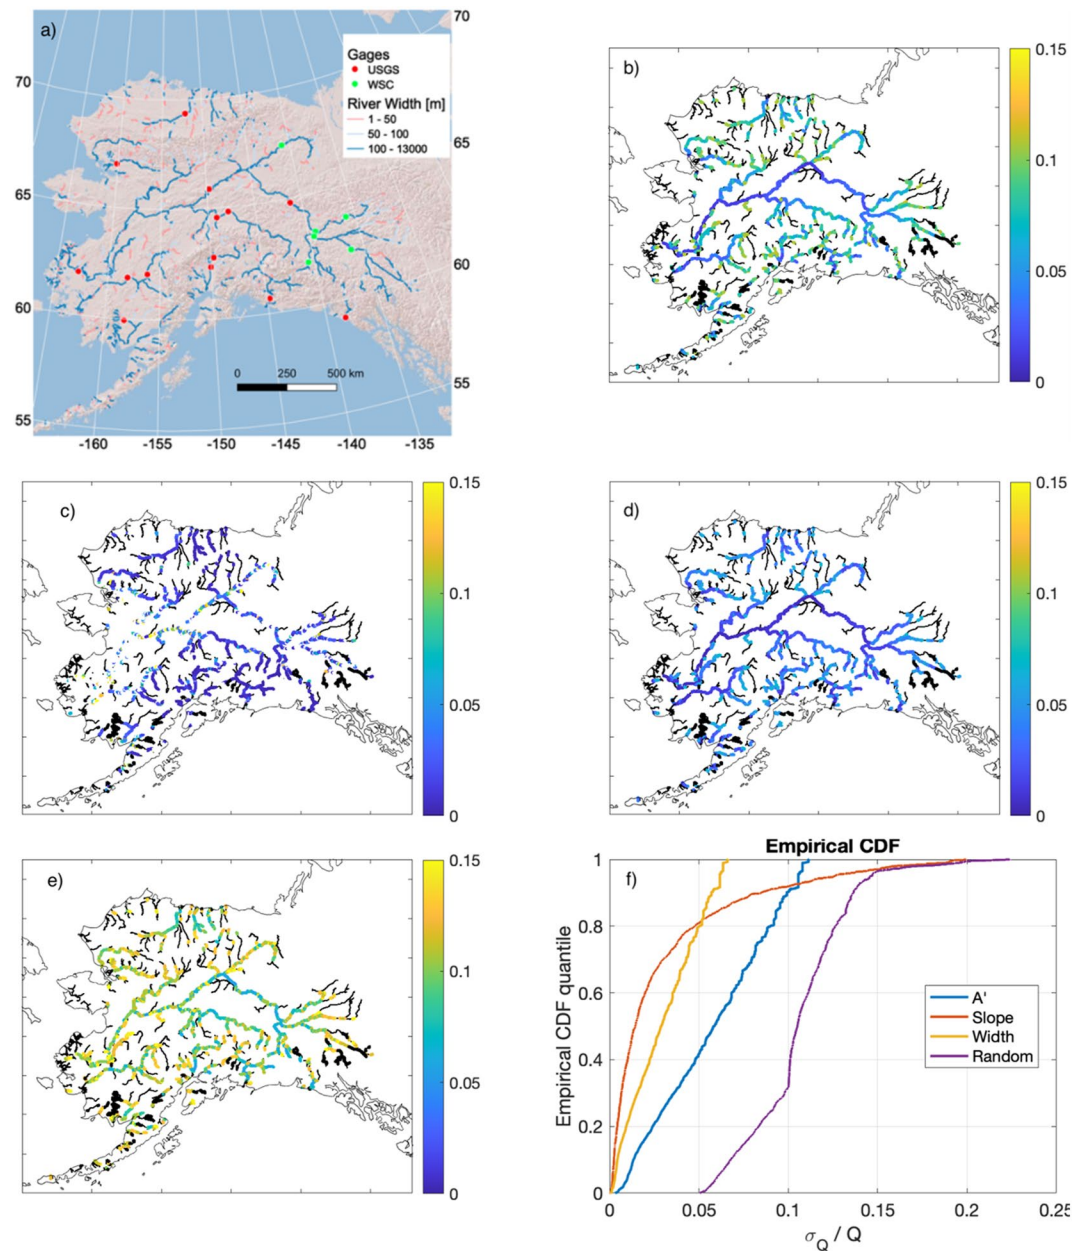 a)
70
Gages
USGS
WSC
River Width [m]
1 - 50
50 - 100
100 - 13000
70
65
65
60
60
55
55
0 250 500 km
-160 -155 -150 -145 -140 -135
b)
0.15
0.1
0.05
0
c)
0.15
0.1
0.05
0
d)
0.15
0.1
0.05
0
e)
0.15
0.1
0.05
0
Empirical CDF
f)
1
0.8
0.6
0.4
0.2
0
Empirical CDF quantile
A'
Slope
Width
Random
0 0.05 0.1 0.15 0.2 0.25
σQ / Q